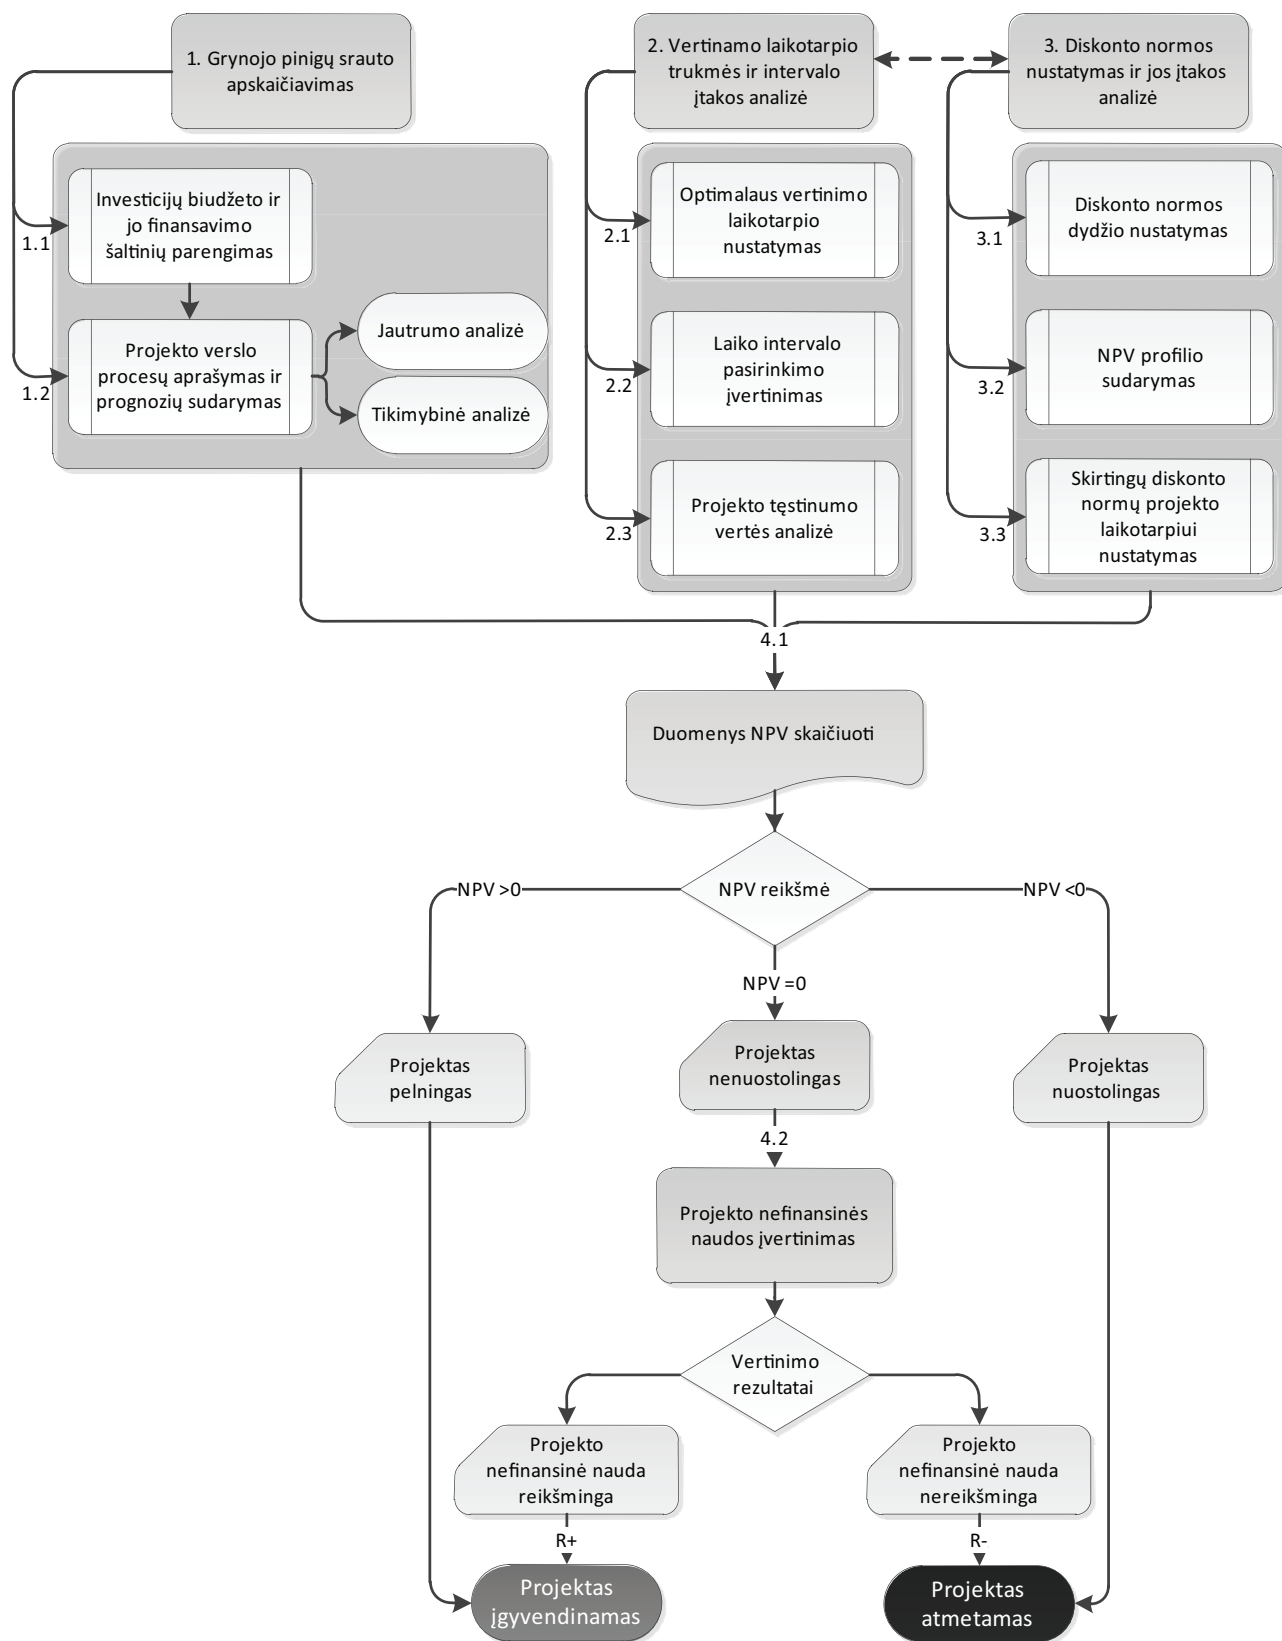 1. Grynojo pinigų srauto
apskaičiavimas
2. Vertinamo laikotarpio
trukmės ir intervalo
įtakos analizė
3. Diskonto normos
nustatymas ir jos įtakos
analizė
1.1
Investicijų biudžeto ir
jo finansavimo
šaltinių parengimas
1.2
Projekto verslo
procesų aprašymas ir
prognozių sudarymas
Jautrumo analizė
Tikimybinė analizė
2.1
Optimalaus vertinimo
laikotarpio
nustatymas
2.2
Laiko intervalo
pasirinkimo
įvertinimas
2.3
Projekto tęstinumo
vertės analizė
3.1
Diskonto normos
dydžio nustatymas
3.2
NPV profilio
sudarymas
3.3
Skirtingų diskonto
normų projekto
laikotarpiui
nustatymas
4.1
Duomenys NPV skaičiuoti
NPV >0
NPV reikšmė
NPV <0
NPV =0
Projektas
pelningas
Projektas
nenuostolingas
Projektas
nuostolingas
4.2
Projekto nefinansinės
naudos įvertinimas
Vertinimo
rezultatai
Projekto
nefinansinė nauda
reikšminga
Projekto
nefinansinė nauda
nereikšminga
R+
R-
Projektas
įgyvendinamas
Projektas
atmetamas